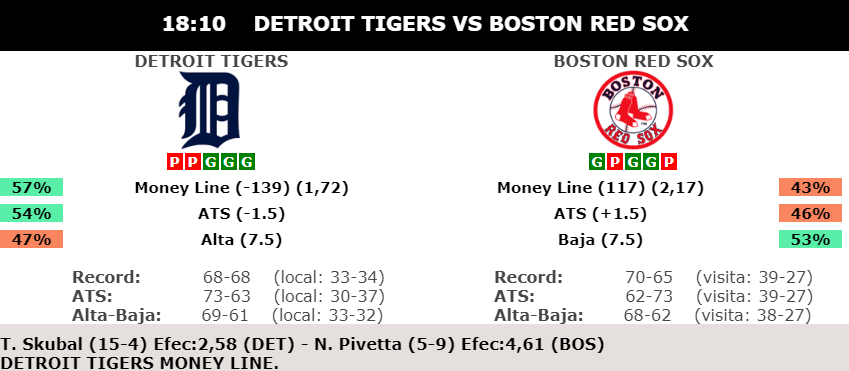 18:10 DETROIT TIGERS VS BOSTON RED SOX
DETROIT TIGERS BOSTON RED SOX
BOSTON
RED SOX
P P G G G G P G G P
57% Money Line (-139) (1,72) Money Line (117) (2,17) 43%
54% ATS (-1.5) ATS (+1.5) 46%
47% Alta (7.5) Baja (7.5) 53%
Record: 68-68 (local: 33-34) Record: 70-65 (visita: 39-27)
ATS: 73-63 (local: 30-37) ATS: 62-73 (visita: 39-27)
Alta-Baja: 69-61 (local: 33-32) Alta-Baja: 68-62 (visita: 38-27)
T. Skubal (15-4) Efec:2,58 (DET) - N. Pivetta (5-9) Efec:4,61 (BOS)
DETROIT TIGERS MONEY LINE.